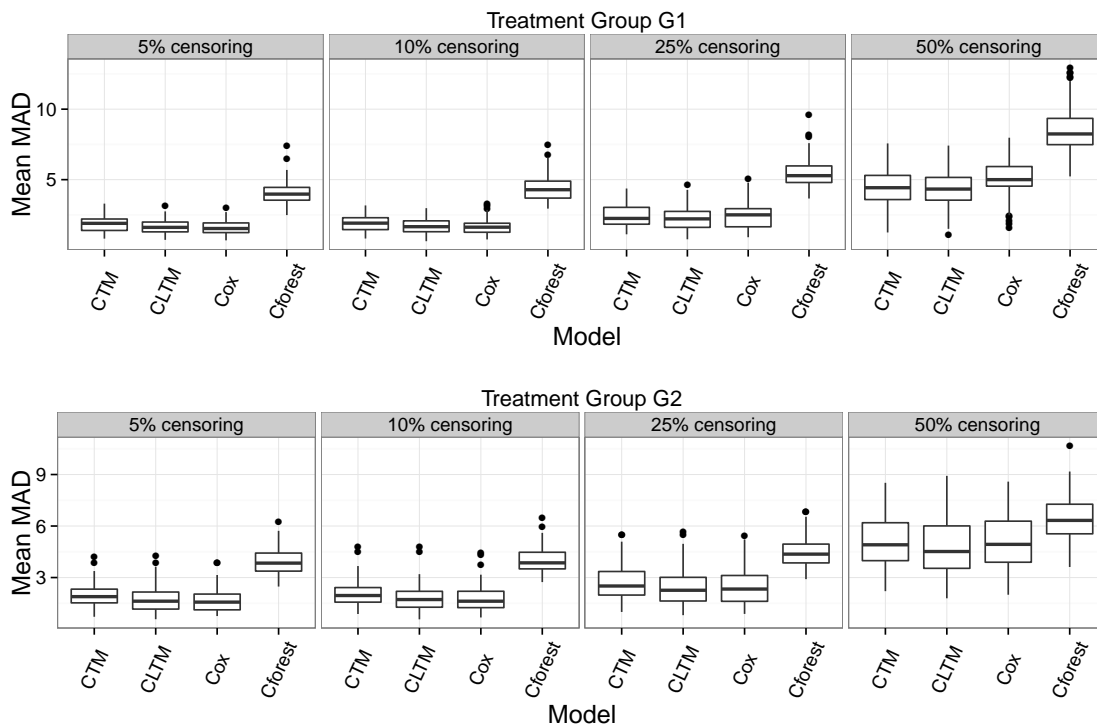 Treatment Group G1
5% censoring 10% censoring 25% censoring 50% censoring
Mean MAD
10
5
CTM CLTM Cox Cforest CTM CLTM Cox Cforest CTM CLTM Cox Cforest CTM CLTM Cox Cforest
Model
Treatment Group G2
5% censoring 10% censoring 25% censoring 50% censoring
Mean MAD
9
6
3
CTM CLTM Cox Cforest CTM CLTM Cox Cforest CTM CLTM Cox Cforest CTM CLTM Cox Cforest
Model